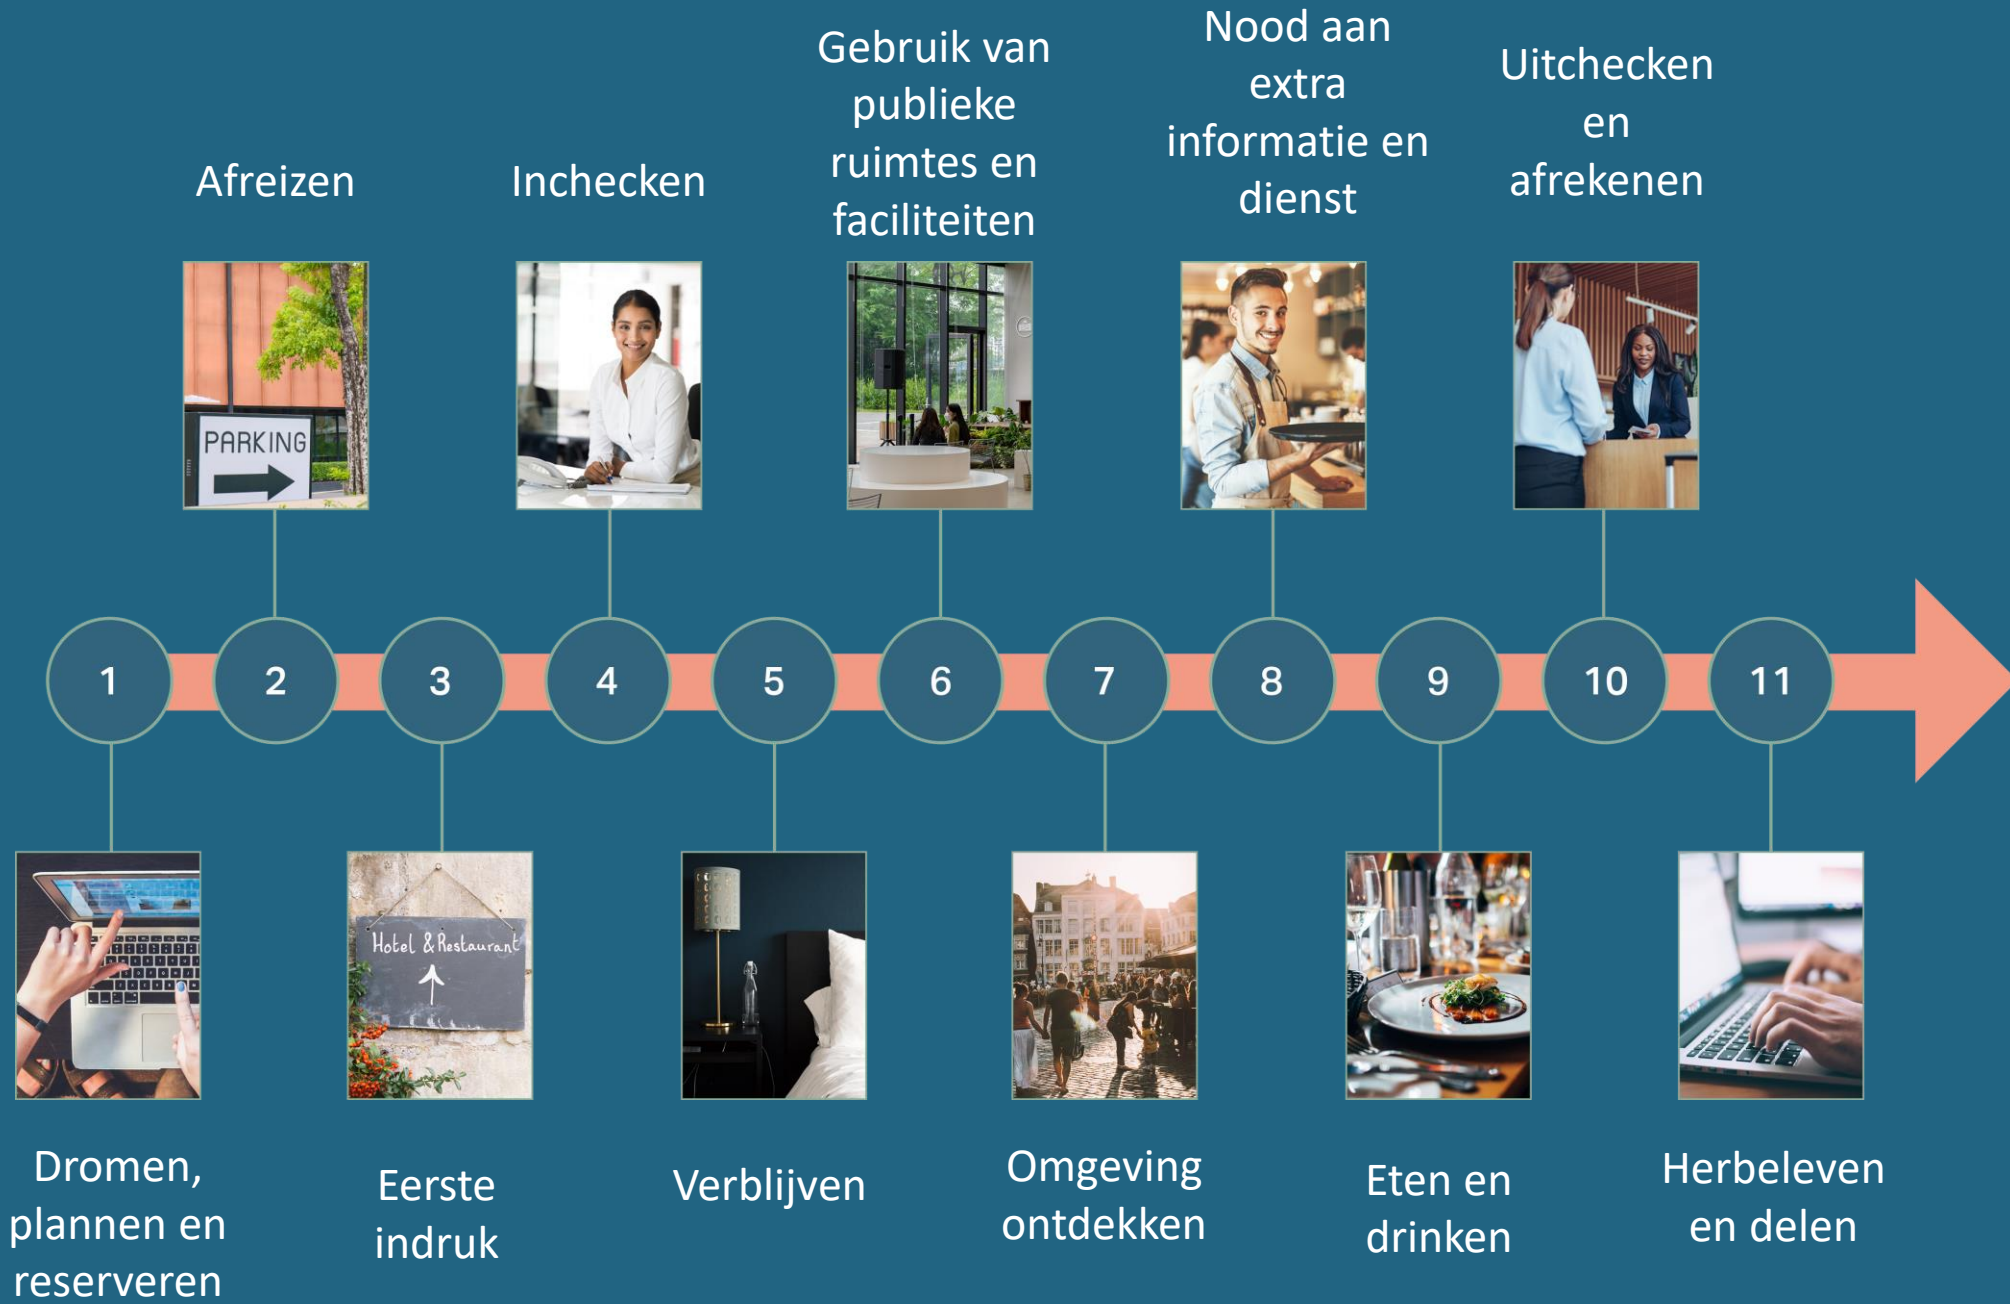 Afreizen
Inchecken
Gebruik van
publieke
ruimtes en
faciliteiten
Nood aan
extra
informatie en
dienst
Uitchecken
en
afrekenen
PARKING
1
2
3
4
5
6
7
8
9
10
11
Hotel & Restaurant
Dromen,
plannen en
reserveren
Eerste
indruk
Verblijven
Omgeving
ontdekken
Eten en
drinken
Herbeleven
en delen